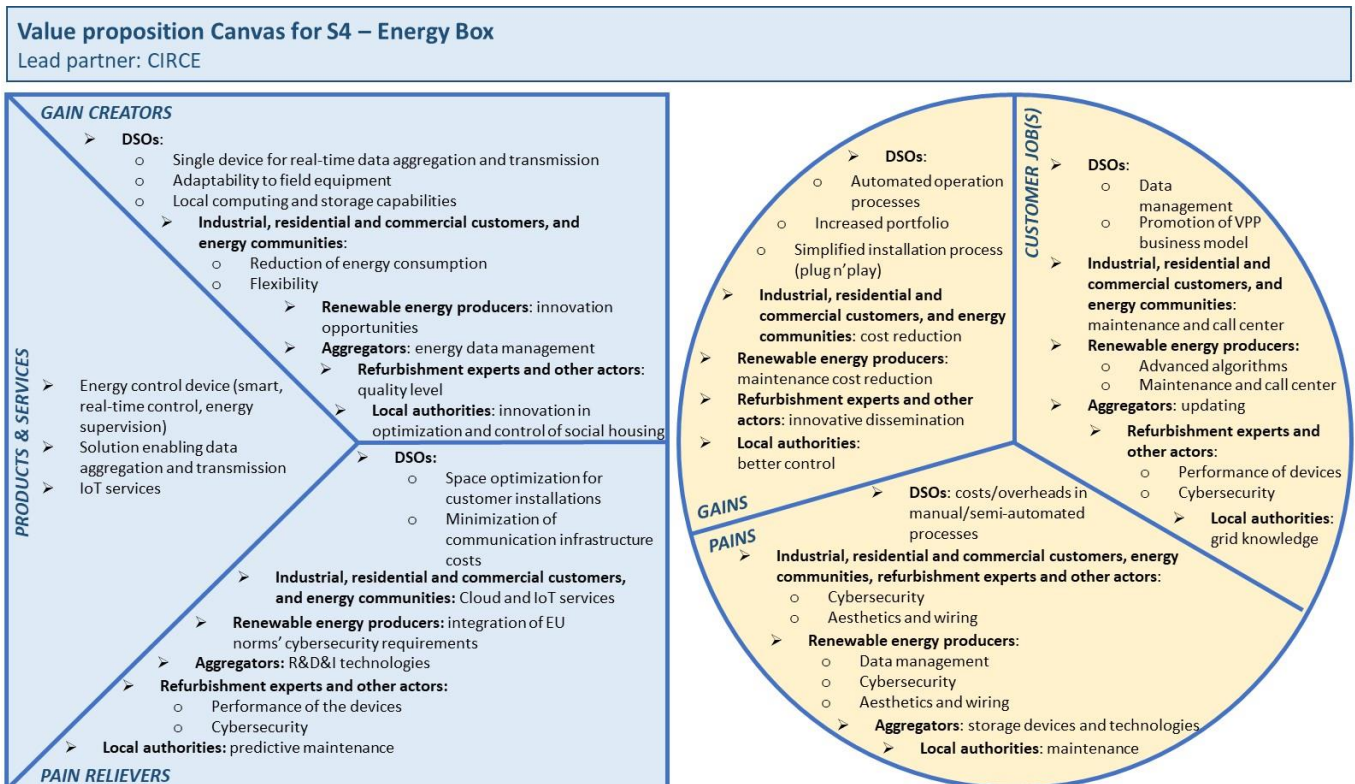 Value proposition Canvas for S4 – Energy Box
Lead partner: CIRCE
GAIN CREATORS
➢ DSOs:
o Single device for real-time data aggregation and transmission
o Adaptability to field equipment
o Local computing and storage capabilities
➢ Industrial, residential and commercial customers, and
energy communities:
o Reduction of energy consumption
o Flexibility
➢ Renewable energy producers: innovation
opportunities
➢ Aggregators: energy data management
➢ Refurbishment experts and other actors:
quality level
➢ Local authorities: innovation in
optimization and control of social housing
PRODUCTS & SERVICES
➢ Energy control device (smart,
real-time control, energy
supervision)
➢ Solution enabling data
aggregation and transmission
➢ IoT services
➢ DSOs:
o Space optimization for
customer installations
o Minimization of
communication infrastructure
costs
➢ Industrial, residential and commercial customers,
and energy communities: Cloud and IoT services
➢ Renewable energy producers: integration of EU
norms' cybersecurity requirements
➢ Aggregators: R&D&I technologies
➢ Refurbishment experts and other actors:
o Performance of the devices
o Cybersecurity
➢ Local authorities: predictive maintenance
PAIN RELIEVERS
➢ DSOs:
o Automated operation
processes
o Increased portfolio
o Simplified installation process
(plug n'play)
➢ Industrial, residential and
commercial customers, and energy
communities: cost reduction
➢ Renewable energy producers:
maintenance cost reduction
➢ Refurbishment experts and other
actors: innovative dissemination
➢ Local authorities:
better control
GAINS
CUSTOMER JOB(S)
➢ DSOs:
o Data
management
o Promotion of VPP
business model
➢ Industrial, residential and
commercial customers, and
energy communities:
maintenance and call center
➢ Renewable energy producers:
o Advanced algorithms
o Maintenance and call center
➢ Aggregators: updating
➢ Refurbishment experts and
other actors:
o Performance of devices
o Cybersecurity
➢ Local authorities:
grid knowledge
PAINS
➢ DSOs: costs/overheads in
manual/semi-automated
processes
➢ Industrial, residential and commercial customers, energy
communities, refurbishment experts and other actors:
o Cybersecurity
o Aesthetics and wiring
➢ Renewable energy producers:
o Data management
o Cybersecurity
o Aesthetics and wiring
➢ Aggregators: storage devices and technologies
➢ Local authorities: maintenance